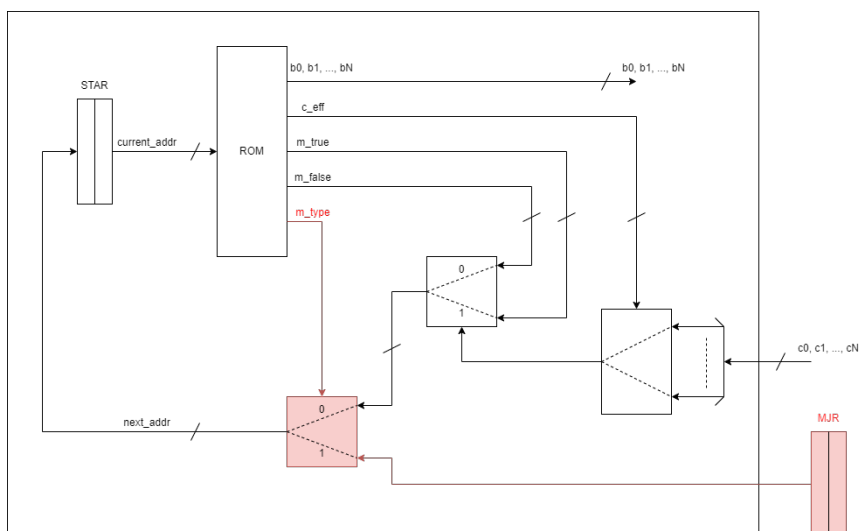 b0, b1, ..., bN
b0, b1, ..., bN
STAR
c_eff
current_addr
m_true
ROM
m_false
m_type
0
1
c0, c1, ..., cN
0
next_addr
1
MJR